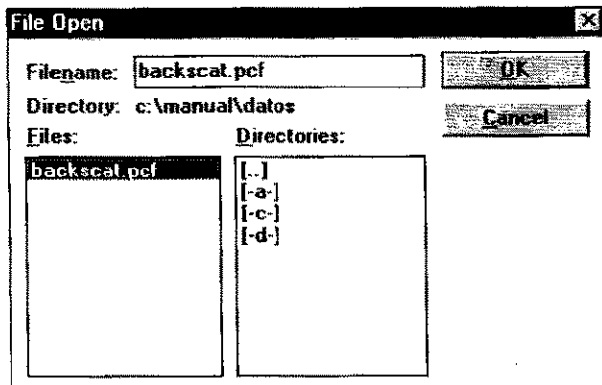 File Open
Filename: backscat.pcf OK
Directory: c:\manual\datos Cancel
Files: Directories:
backscat.pcf [..]
[-a-]
[-c-]
[-d-]